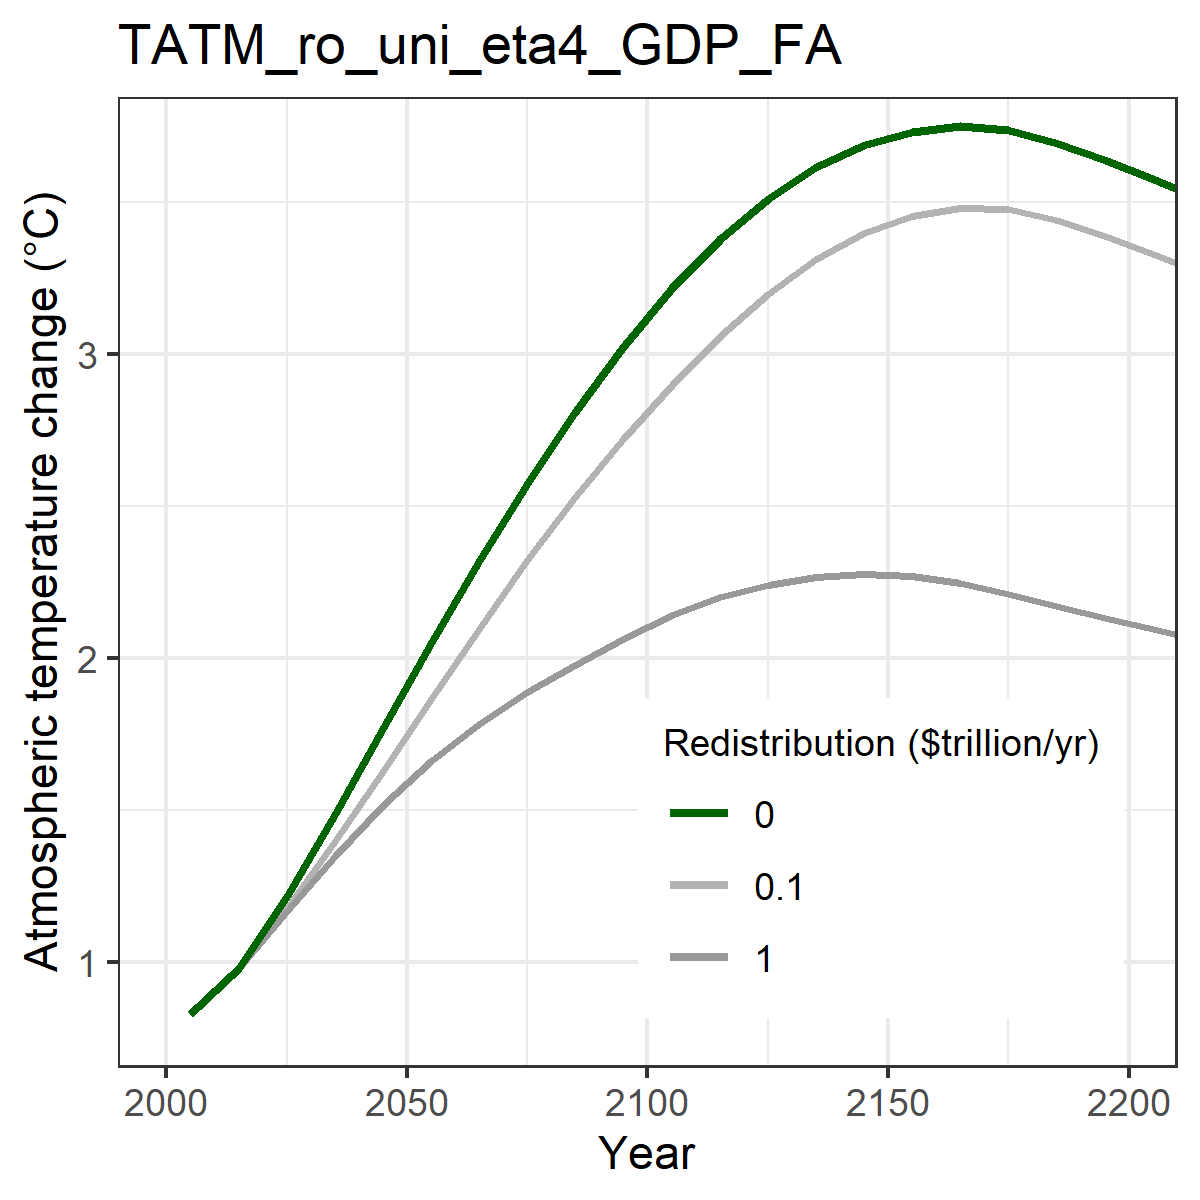 TATM_ro_uni_eta4_GDP_FA
Atmospheric temperature change (°C)
3
2
1
Redistribution ($trillion/yr)
0
0.1
1
2000 2050 2100 2150 2200
Year